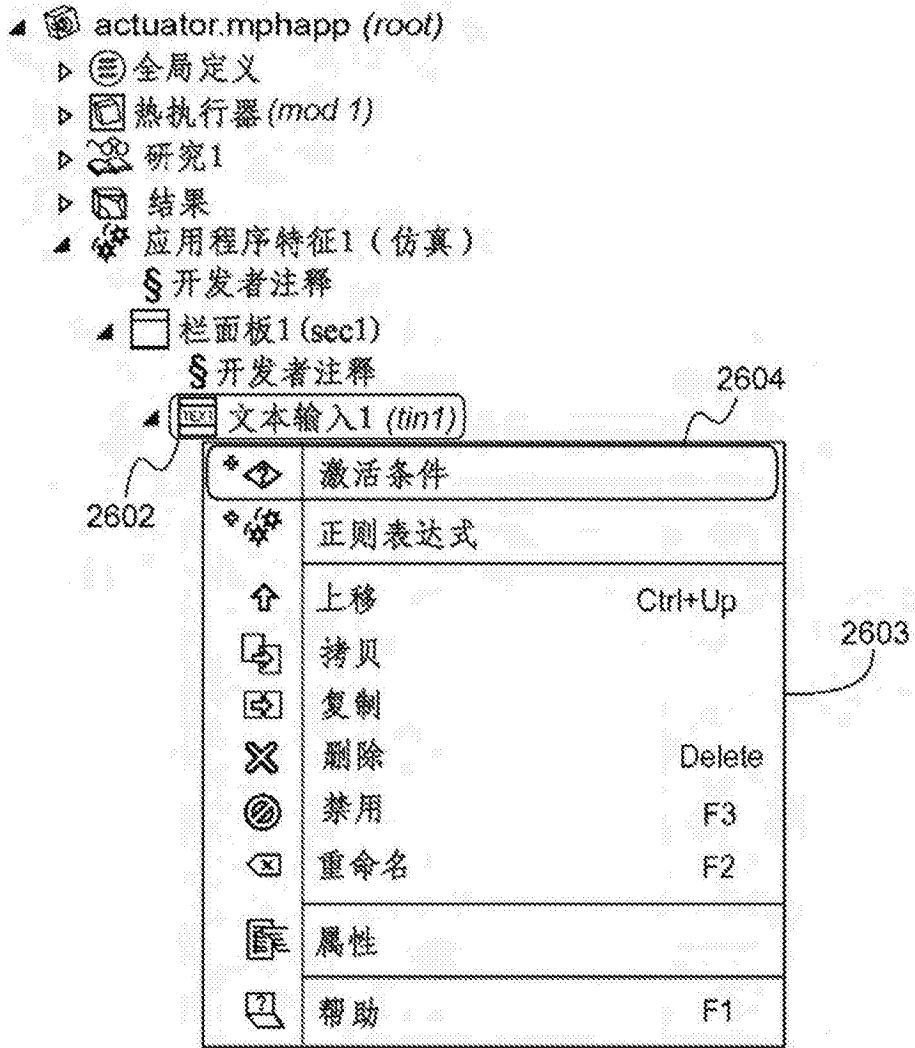 actuator.mphapp (root)
全局定义
热执行器(mod 1)
研究1
结果
应用程序特征1（仿真）
§开发者注释
栏面板1(sec1)
§开发者注释
2604
TEXT 文本输入1 (tin1)
激活条件
2602
正则表达式
上移 Ctrl+Up
2603
拷贝
复制
删除 Delete
禁用 F3
重命名 F2
属性
帮助 F1